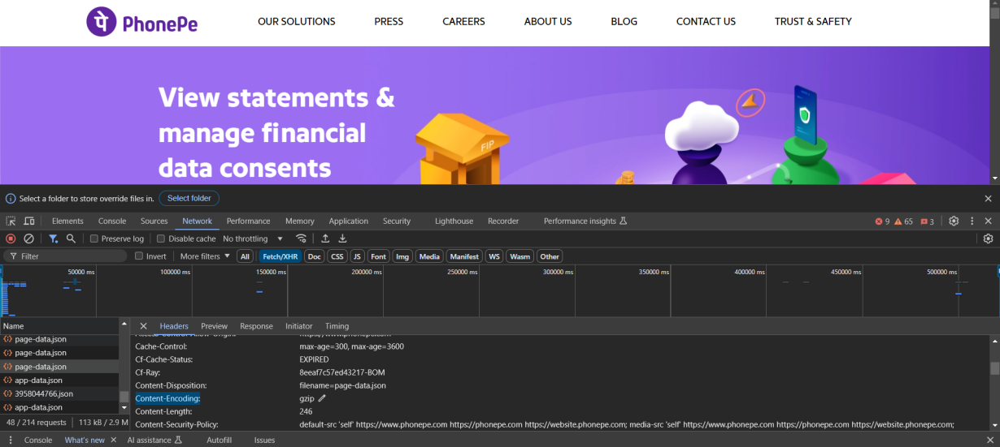 पे PhonePe OUR SOLUTIONS PRESS CAREERS ABOUT US BLOG CONTACT US TRUST & SAFETY
View statements &
manage financial
data consents
FIP
Select a folder to store override files in. Select folder
Elements Console Sources Network Performance Memory Application Security Lighthouse Recorder Performance insights 9 65 3
Preserve log Disable cache No throttling
Filter Invert More filters All Fetch/XHR Doc CSS JS Font Img Media Manifest WS Wasm Other
50000 ms 100000 ms 150000 ms 200000 ms 250000 ms 300000 ms 350000 ms 400000 ms 450000 ms 500000 ms
Name Headers Preview Response Initiator Timing
page-data.json
Cache-Control: max-age=300, max-age=3600
page-data.json
Cf-Cache-Status: EXPIRED
page-data.json
Cf-Ray: 8eeaf7c57ed43217-BOM
app-data.json
Content-Disposition: filename=page-data.json
3958044766.json
Content-Encoding: gzip
app-data.json
Content-Length: 246
48 / 214 requests 113 kB / 2.9 M
Content-Security-Policy: default-src 'self' https://www.phonepe.com https://phonepe.com https://website.phonepe.com; media-src 'self' https://www.phonepe.com https://phonepe.com https://website.phonepe.com;
Console What's new AI assistance Autofill Issues